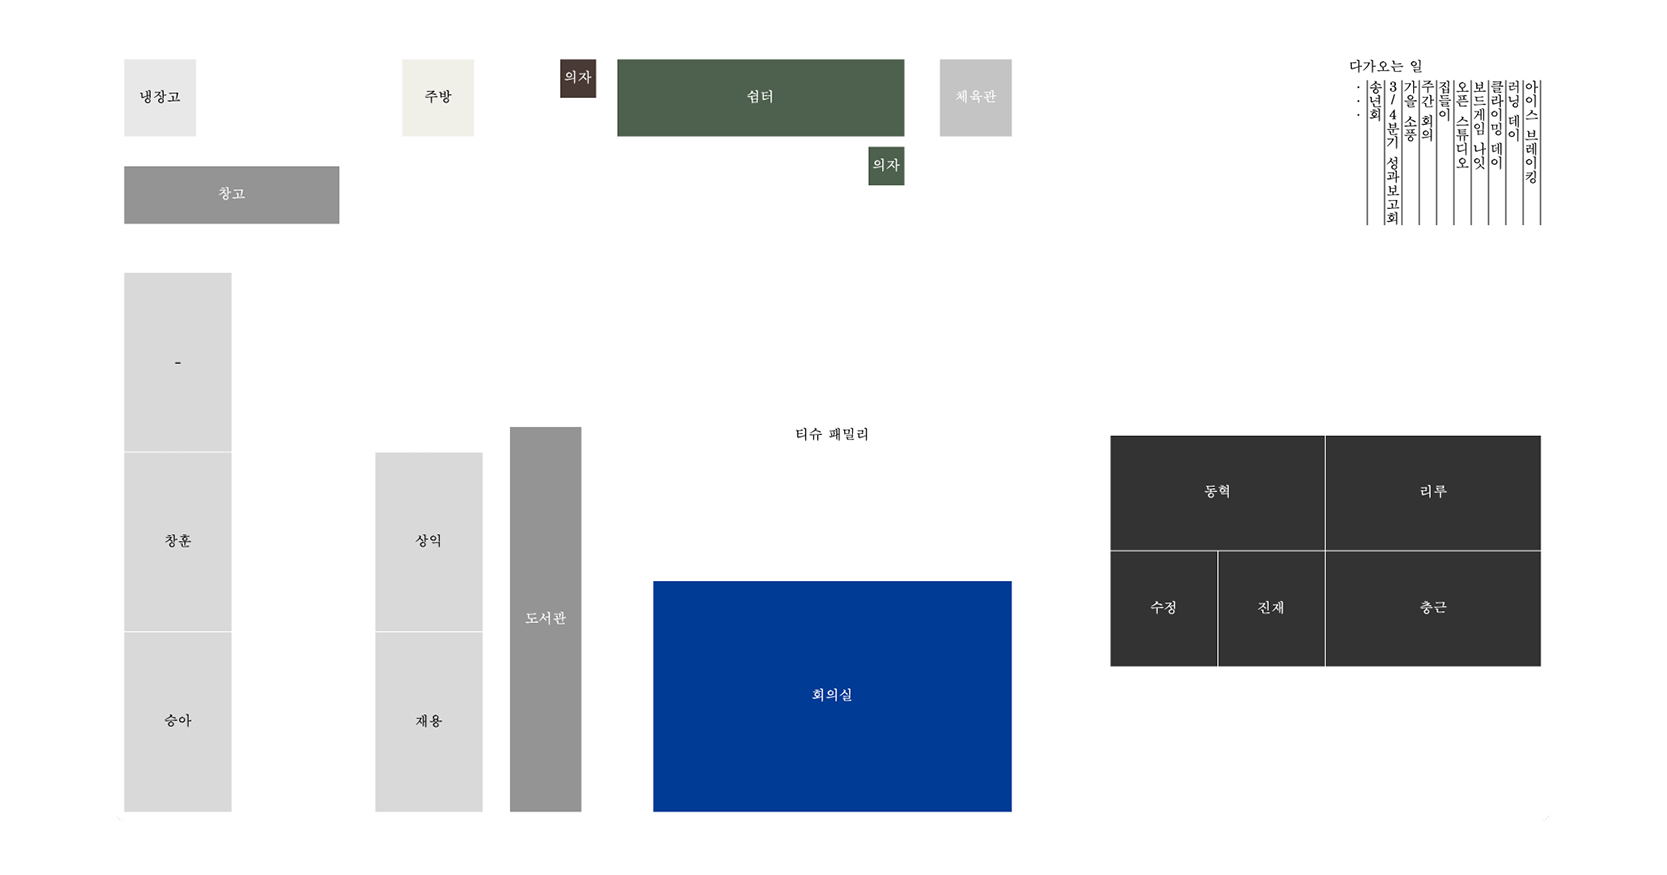 냉장고
주방
의자
쉼터
체육관
의자
창고
다가오는 일
아이스 브레이킹
러닝 데이
클라이밍 데이
보드게임 나잇
오픈 스튜디오
집들이
주간 회의
가을 소풍
3/4분기 성과보고회
송년회
···
-
창훈
승아
상익
재용
도서관
티슈 패밀리
회의실
동혁
리루
수정
진재
충근